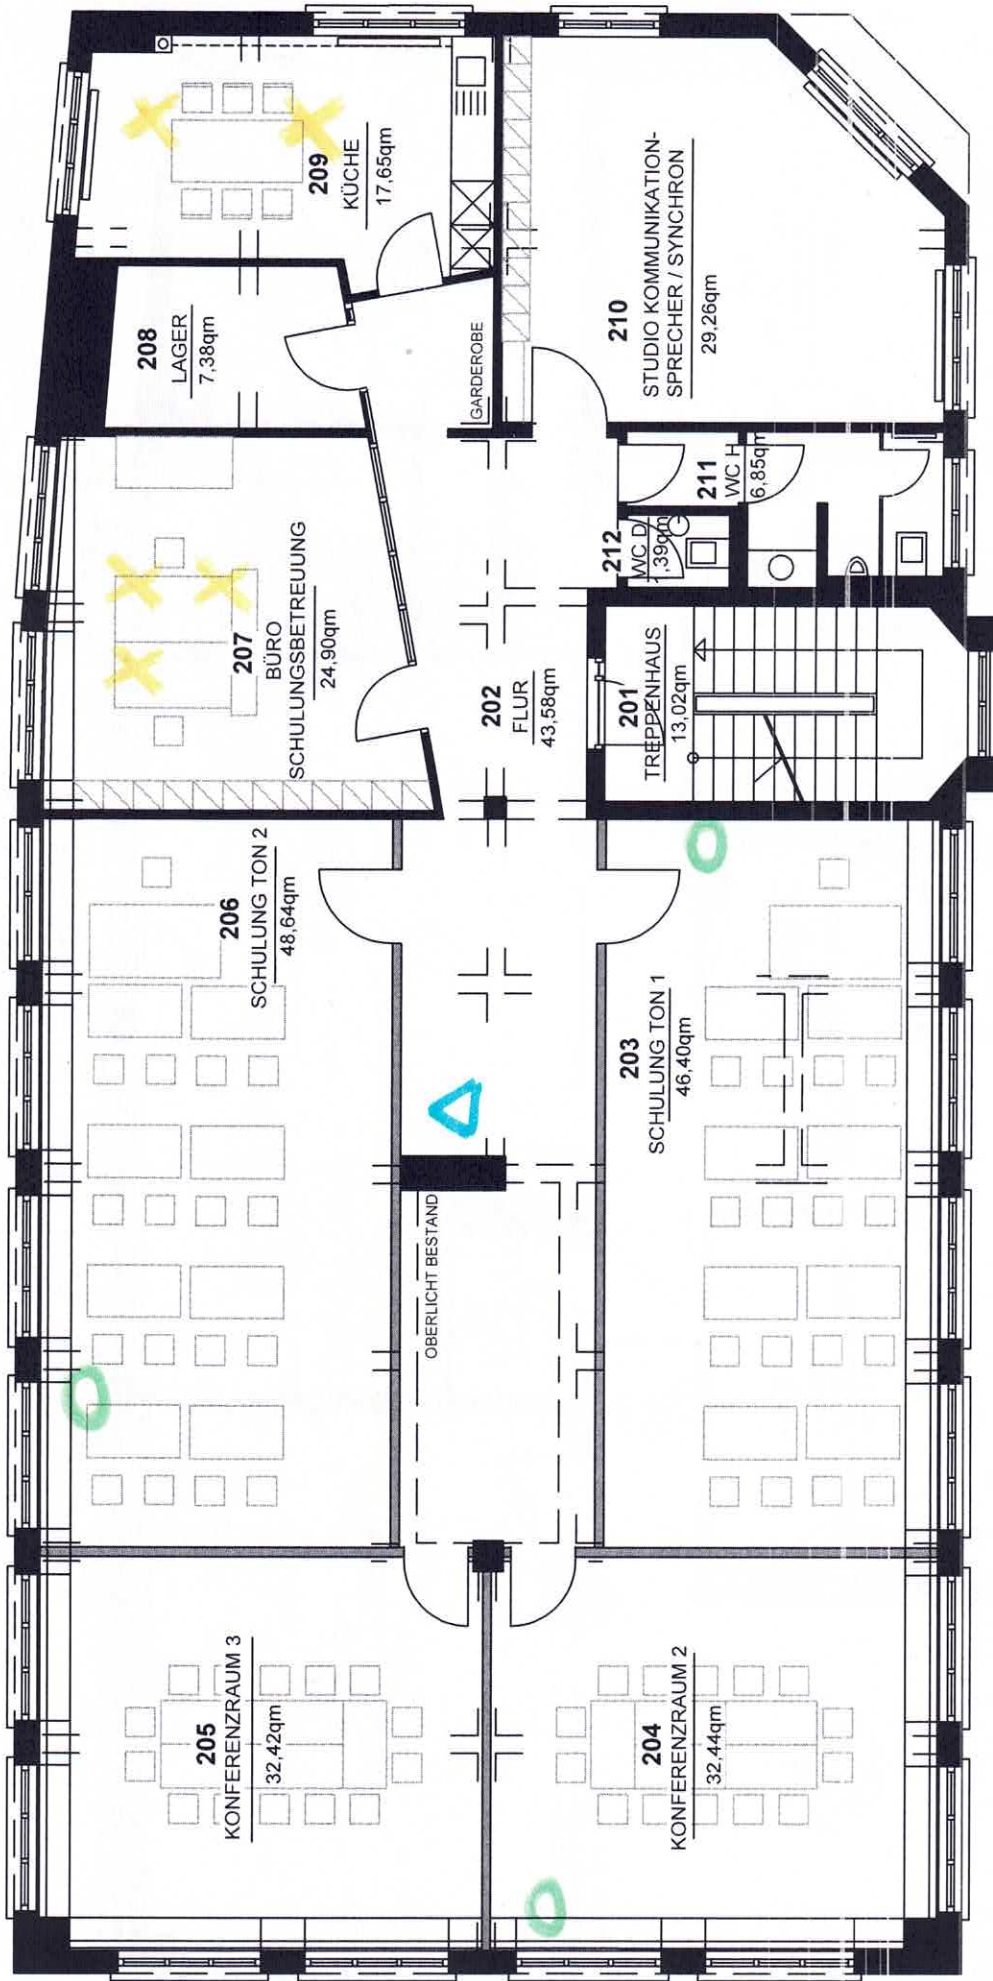 209
KÜCHE
17,65qm
208
LAGER
7,38qm
GARDEROBE
210
STUDIO KOMMUNIKATION-
SPRECHER / SYNCHRON
29,26qm
207
BÜRO
SCHULUNGSBETREUUNG
24,90qm
211
WC H
6,85qm
212
WC D
,39qm
202
FLUR
43,58qm
201
TREPPENHAUS
13,02qm
206
SCHULUNG TON 2
48,64qm
203
SCHULUNG TON 1
46,40qm
OBERLICHT BESTAND
205
KONFERENZRAUM 3
32,42qm
204
KONFERENZRAUM 2
32,44qm